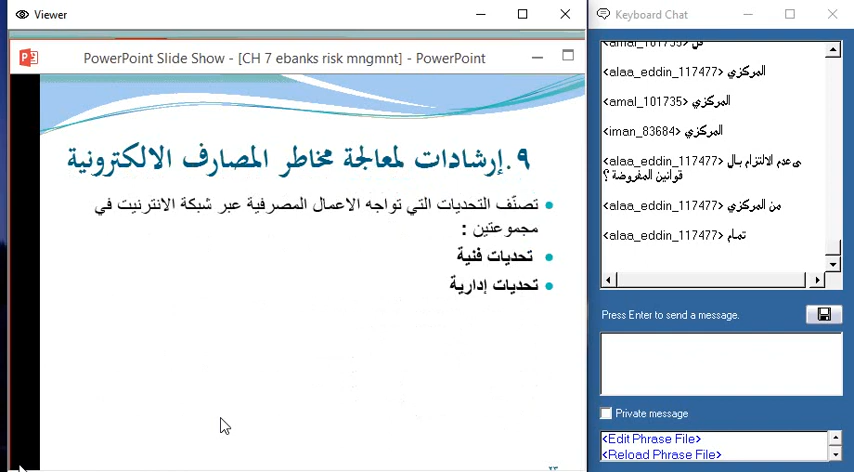 Viewer
PowerPoint Slide Show - [CH 7 ebanks risk mngmnt] - PowerPoint
٩.إرشادات لمعالجة مخاطر المصارف الالكترونية
تصنّف التحديات التي تواجه الاعمال المصرفية عبر شبكة الانترنيت في
مجموعتين :
تحديات فنية
تحديات إدارية
٢٣
Keyboard Chat
<alaa_eddin_117477> المركزي
<amal_101735> المركزي
<iman_83684> المركزي
<alaa_eddin_117477> ى عدم الالتزام بال
قوانين المفروضة ؟
<alaa_eddin_117477> من المركزي
<alaa_eddin_117477> تمام
Press Enter to send a message.
Private message
<Edit Phrase File>
<Reload Phrase File>